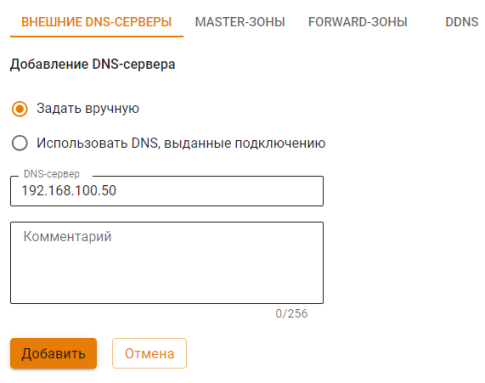 ВНЕШНИЕ DNS-СЕРВЕРЫ MASTER-ЗОНЫ FORWARD-ЗОНЫ DDNS
Добавление DNS-сервера
Задать вручную
Использовать DNS, выданные подключению
DNS-сервер
192.168.100.50
Комментарий
0/256
Добавить Отмена